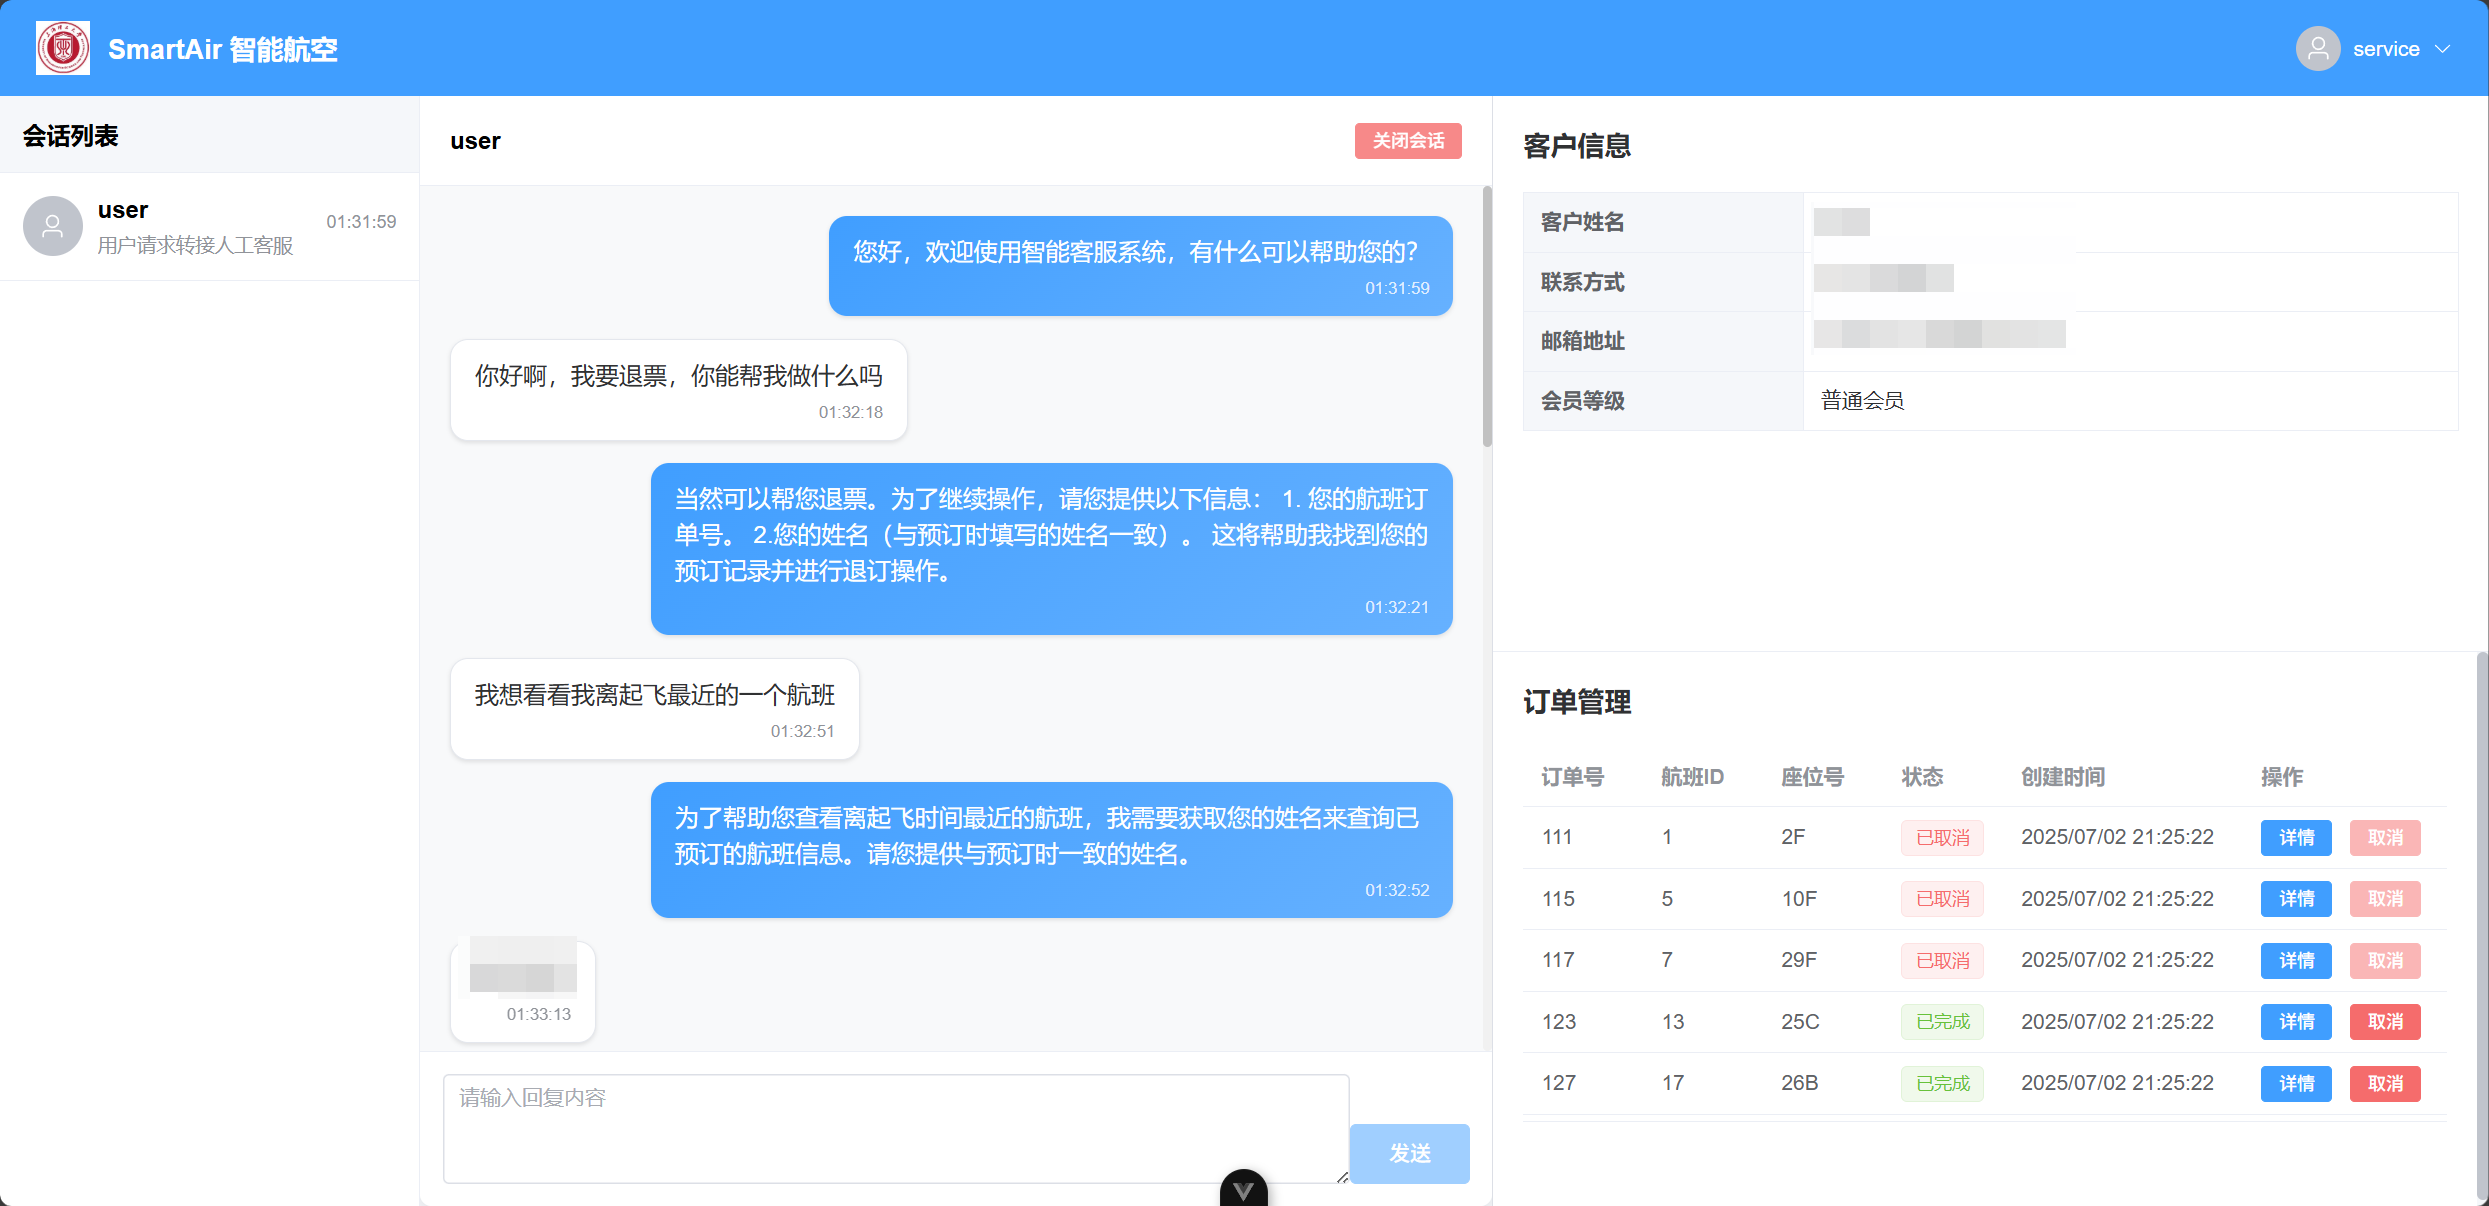 SmartAir 智能航空
service
会话列表
user
01:31:59
用户请求转接人工客服
user
关闭会话
您好，欢迎使用智能客服系统，有什么可以帮助您的？
01:31:59
你好啊，我要退票，你能帮我做什么吗
01:32:18
当然可以帮您退票。为了继续操作，请您提供以下信息： 1. 您的航班订
单号。 2.您的姓名（与预订时填写的姓名一致）。 这将帮助我找到您的
预订记录并进行退订操作。
01:32:21
我想看看我离起飞最近的一个航班
01:32:51
为了帮助您查看离起飞时间最近的航班，我需要获取您的姓名来查询已
预订的航班信息。请您提供与预订时一致的姓名。
01:32:52
01:33:13
请输入回复内容
发送
客户信息
客户姓名
联系方式
邮箱地址
会员等级 普通会员
订单管理
订单号 航班ID 座位号 状态 创建时间 操作
111 1 2F 已取消 2025/07/02 21:25:22 详情 取消
115 5 10F 已取消 2025/07/02 21:25:22 详情 取消
117 7 29F 已取消 2025/07/02 21:25:22 详情 取消
123 13 25C 已完成 2025/07/02 21:25:22 详情 取消
127 17 26B 已完成 2025/07/02 21:25:22 详情 取消